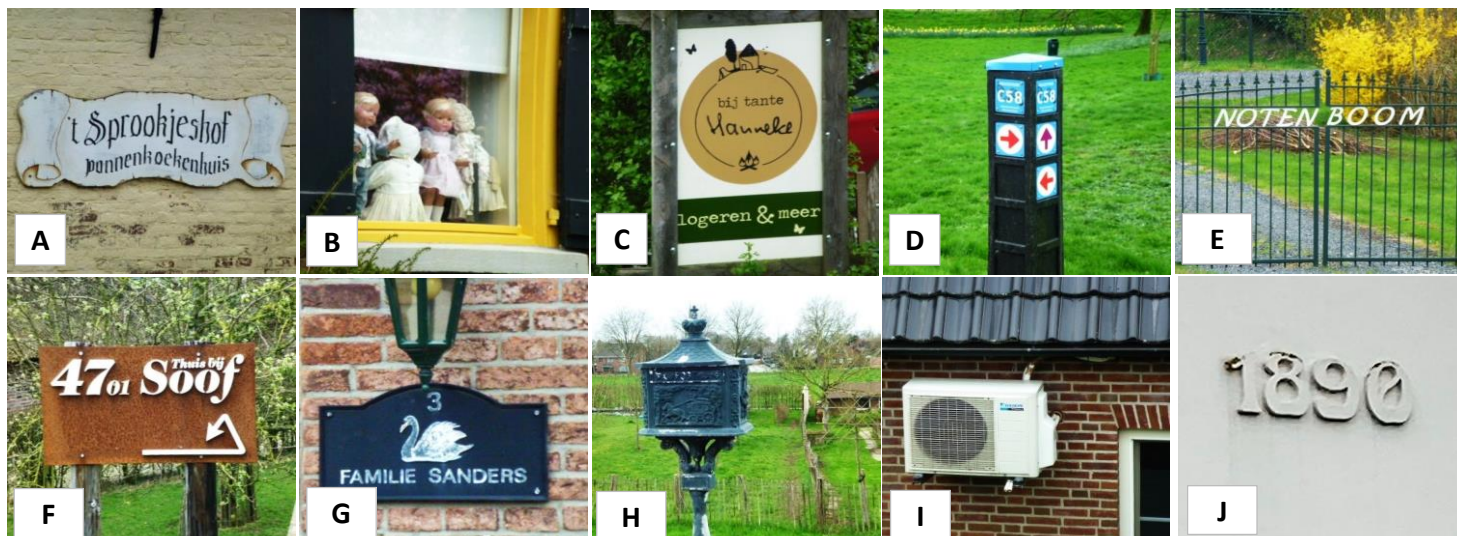 't Sprookjeshof
pannenkoekenhuis
A
B
bij tante
Hanneke
logeren & meer
C
C58 C58
D
NOTEN BOOM
E
Thuis bij
4701 Soof
F
3
FAMILIE SANDERS
G
H
DAIKIN
I
1890
J